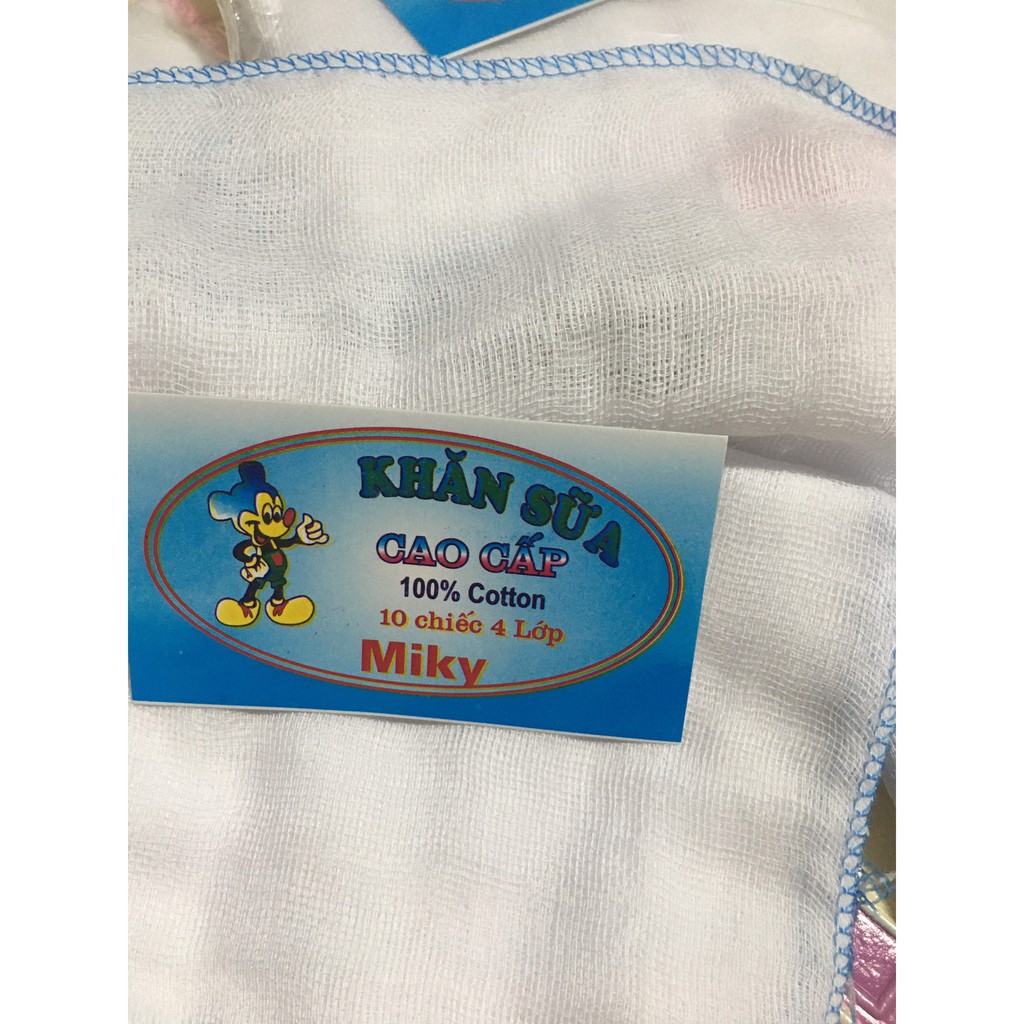 KHĂN SỮA
CAO CẤP
100% Cotton
10 chiếc 4 Lớp
Miky